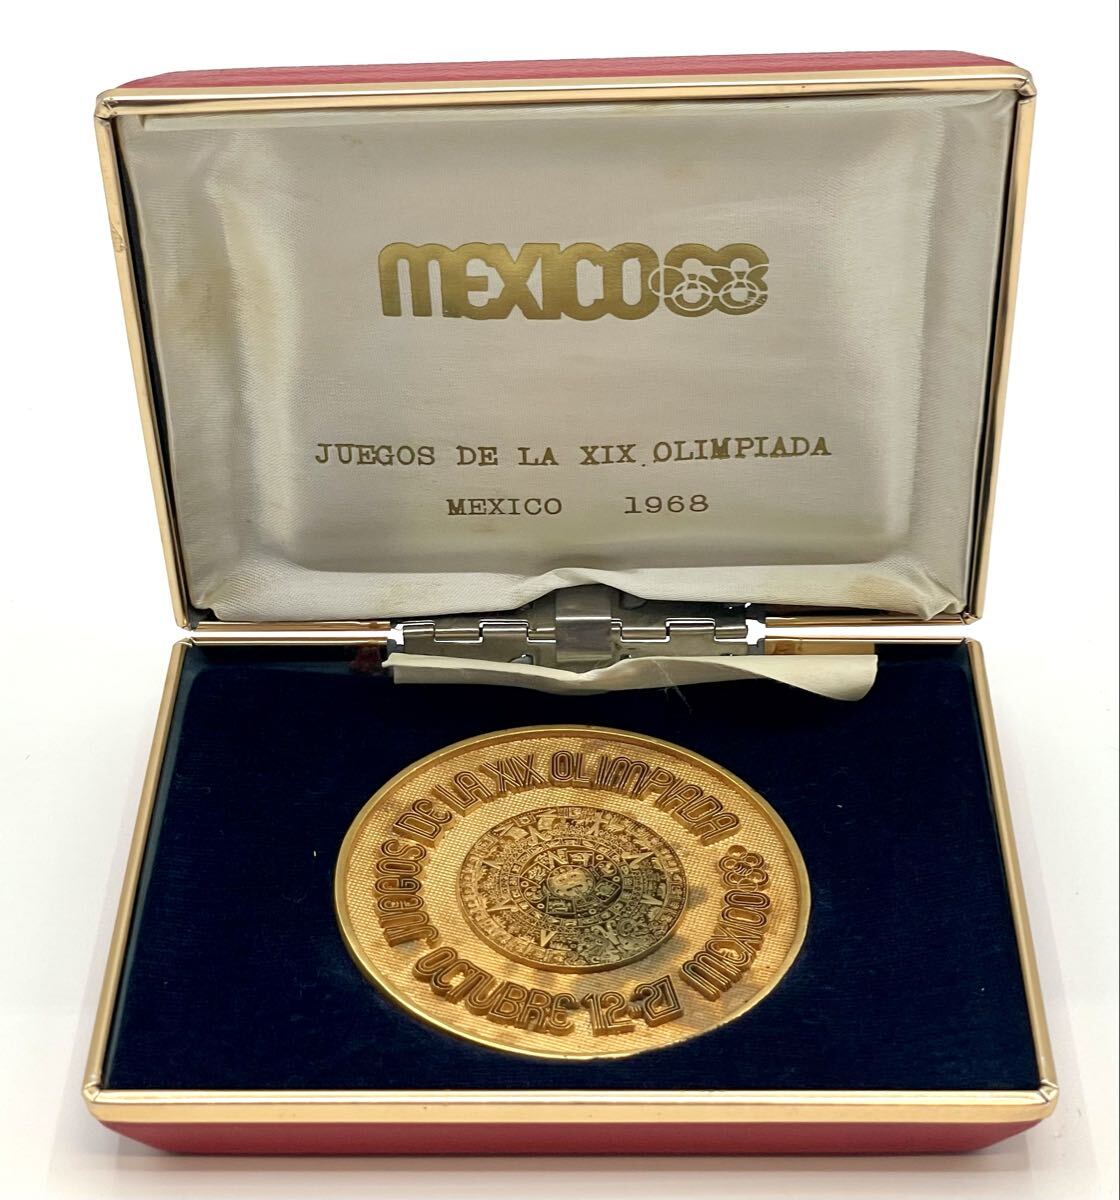 MEXICO68
JUEGOS DE LA XIX OLIMPIADA
MEXICO 1968
JUEGOS DE LA XIX OLIMPIADA
MEXICO68
OCTUBRE 12-27